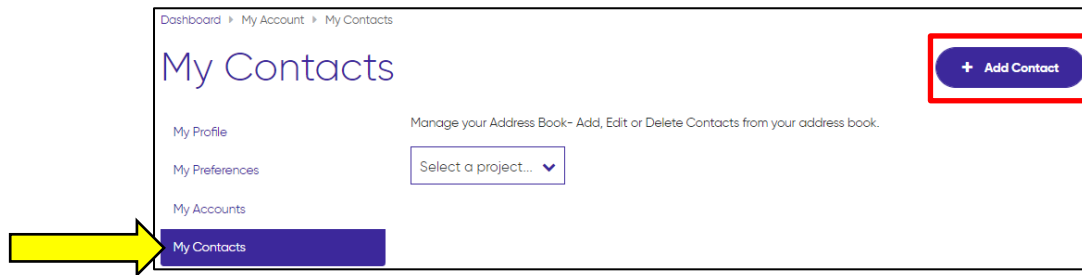 Dashboard My Account My Contacts
My Contacts
+ Add Contact
Manage your Address Book- Add, Edit or Delete Contacts from your address book.
My Profile
Select a project...
My Preferences
My Accounts
My Contacts